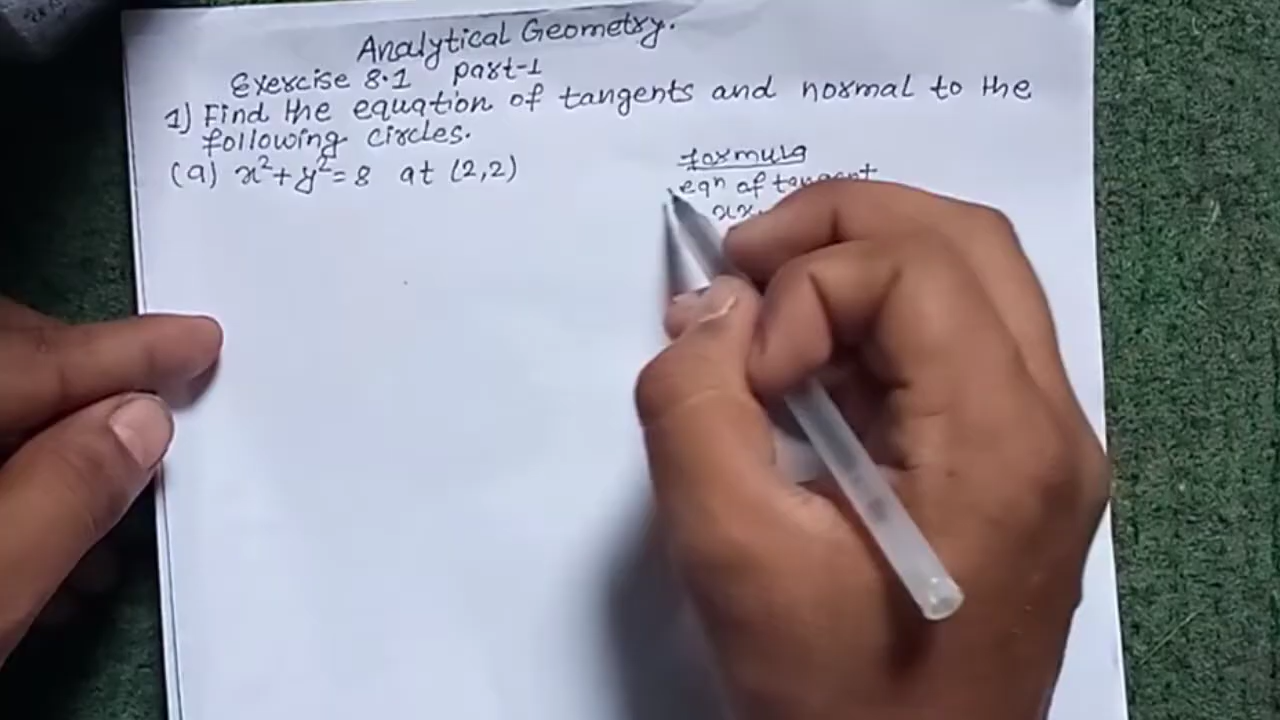 Analytical Geometry.
Exercise 8.1 part-1
1) Find the equation of tangents and normal to the
following circles.
(a) x²+y²=8 at (2,2)
formula
eqⁿ of tangent
xx